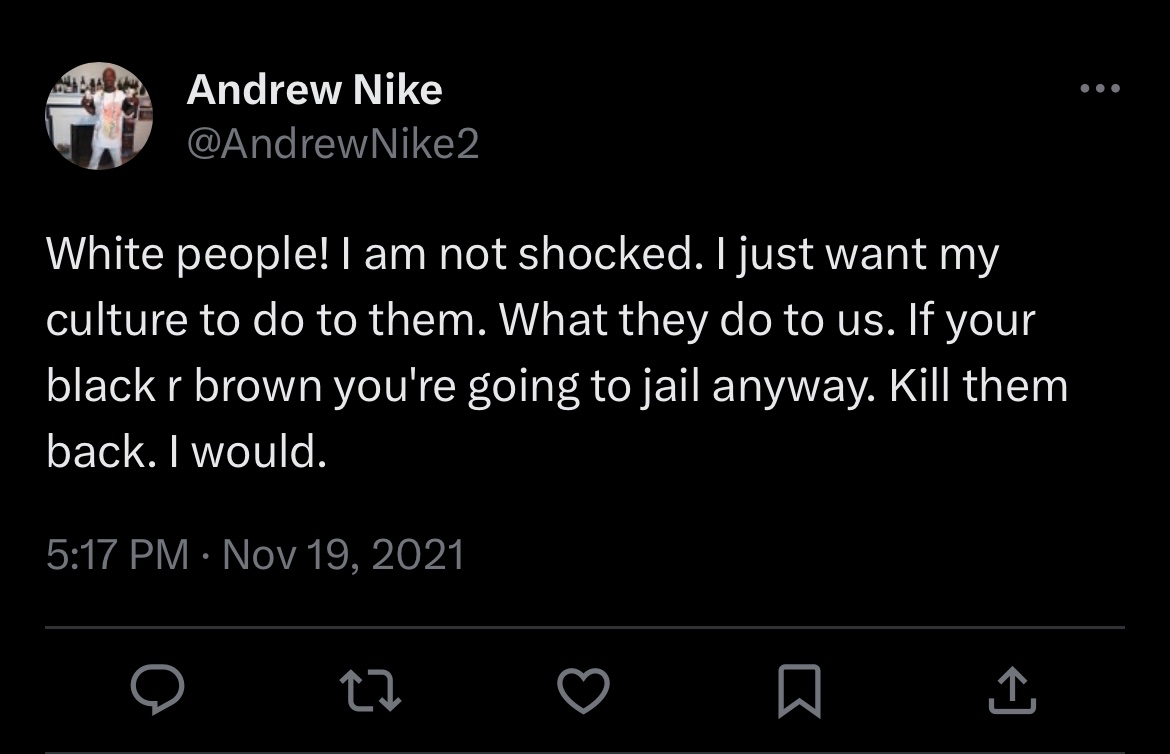 Andrew Nike
@AndrewNike2
White people! I am not shocked. I just want my
culture to do to them. What they do to us. If your
black r brown you're going to jail anyway. Kill them
back. I would.
5:17 PM · Nov 19, 2021